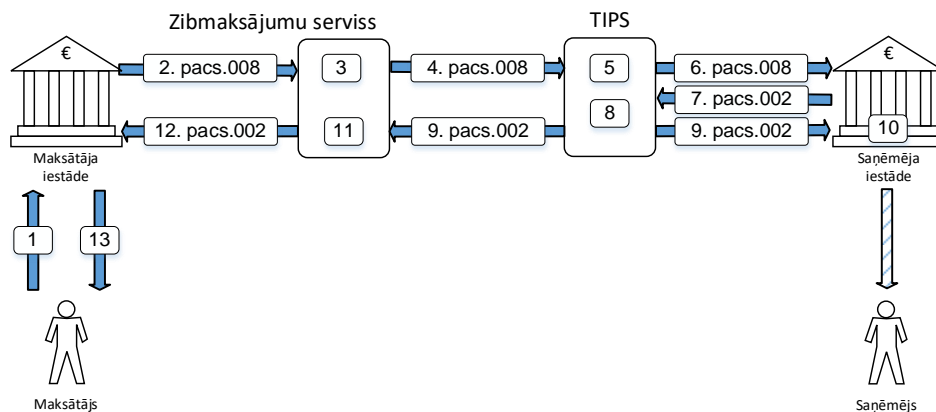 Zibmaksājumu serviss
TIPS
€
€
2. pacs.008
3
4. pacs.008
5
6. pacs.008
7. pacs.002
8
12. pacs.002
11
9. pacs.002
9. pacs.002
10
Maksātāja
iestāde
Saņēmēja
iestāde
1
13
Maksātājs
Saņēmējs